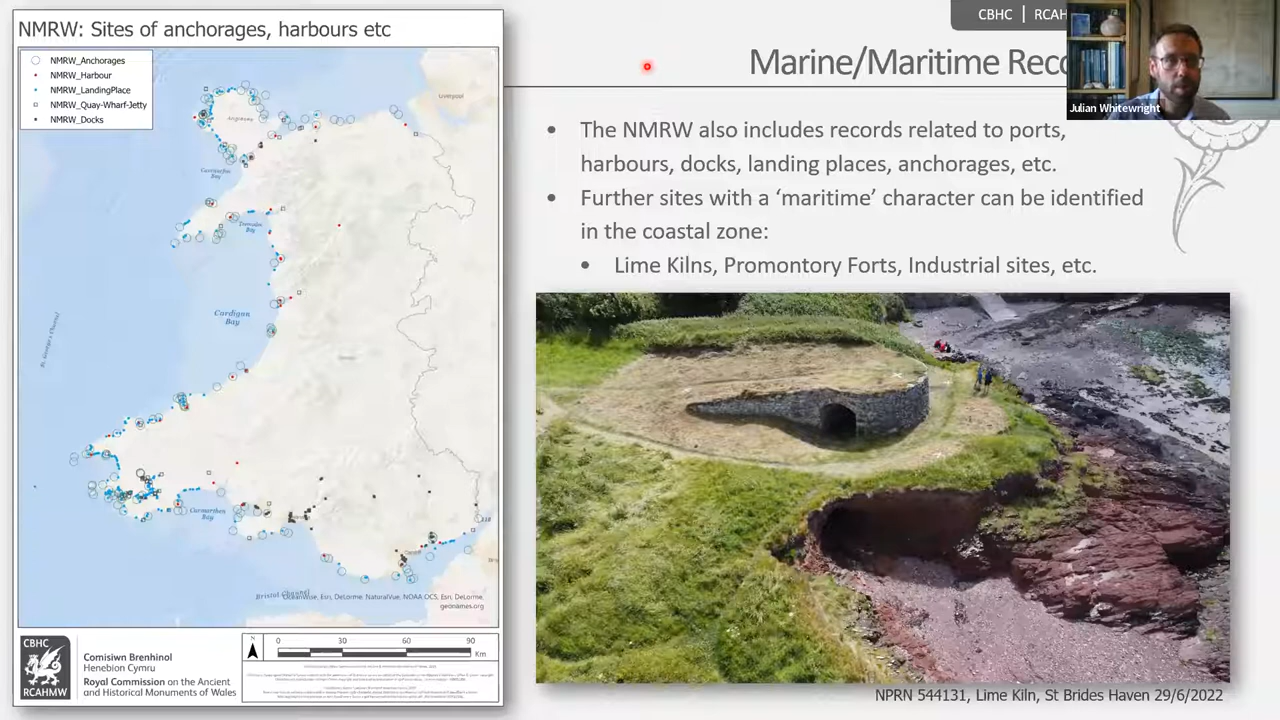 NMRW: Sites of anchorages, harbours etc
NMRW_Anchorages
NMRW_Harbour
NMRW_LandingPlace
NMRW_Quay-Wharf-Jetty
NMRW_Docks
Liverpool
Anglesey
Caernarfon
Bay
Tremadog
Bay
Cardigan
Bay
St George's Channel
Carmarthen
Bay
Bristol Channel
Esri, DeLorme, NaturalVue, NOAA OCS, Esri, DeLorme,
geonames.org
CBHC
RCAHMW
Comisiwn Brenhinol
Henebion Cymru
Royal Commission on the Ancient
and Historical Monuments of Wales
N
0 30 60 90
Km
CBHC | RCAH
Marine/Maritime Reco
Julian Whitewright
• The NMRW also includes records related to ports,
harbours, docks, landing places, anchorages, etc.
• Further sites with a ‘maritime’ character can be identified
in the coastal zone:
• Lime Kilns, Promontory Forts, Industrial sites, etc.
NPRN 544131, Lime Kiln, St Brides Haven 29/6/2022